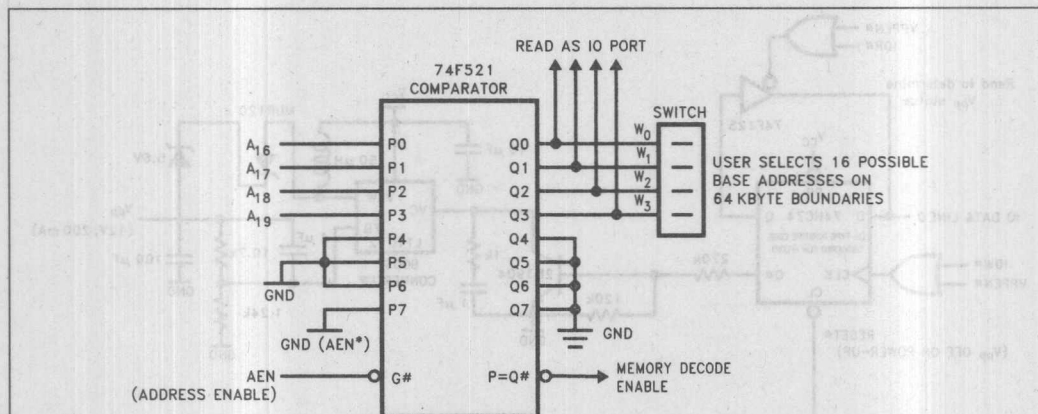 READ AS IO PORT
74F521
COMPARATOR
SWITCH
A16
P0
Q0
W0
A17
P1
Q1
W1
A18
P2
Q2
W2
A19
P3
Q3
W3
USER SELECTS 16 POSSIBLE
BASE ADDRESSES ON
64 KBYTE BOUNDARIES
P4
Q4
P5
Q5
P6
Q6
GND
P7
Q7
GND
GND (AEN*)
AEN
(ADDRESS ENABLE)
G#
P=Q#
MEMORY DECODE
ENABLE